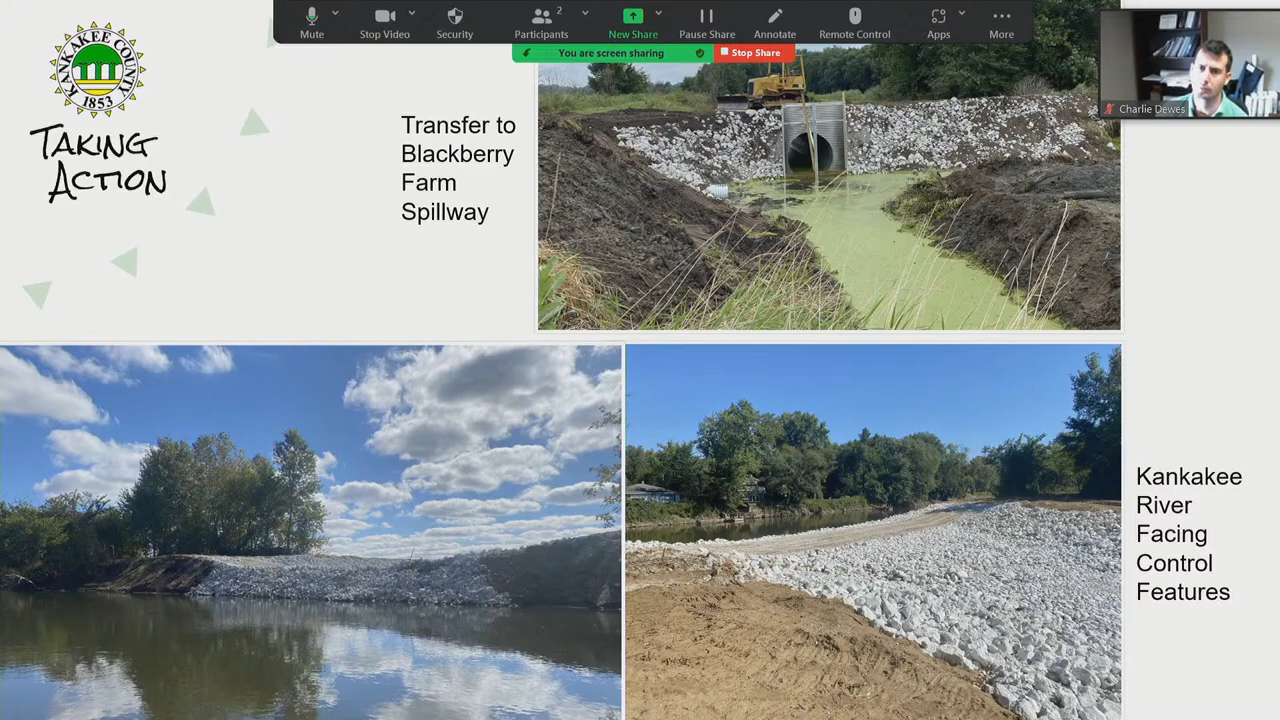 Mute
Stop Video
Security
2
Participants
New Share
Pause Share
Annotate
Remote Control
Apps
More
You are screen sharing
Stop Share
Charlie Dewes
KANKAKEE COUNTY
1853
TAKING
ACTION
Transfer to
Blackberry
Farm
Spillway
Kankakee
River
Facing
Control
Features